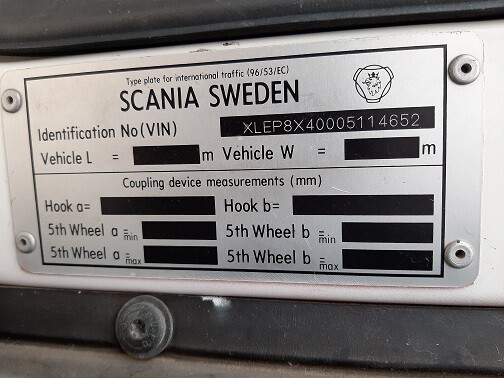 Type plate for international traffic (96/53/EC)
SCANIA SWEDEN
Identification No (VIN) XLEP8X40005114652
Vehicle L = m Vehicle W = m
Coupling device measurements (mm)
Hook a= Hook b=
5th Wheel a = min 5th Wheel b = min
5th Wheel a = max 5th Wheel b = max